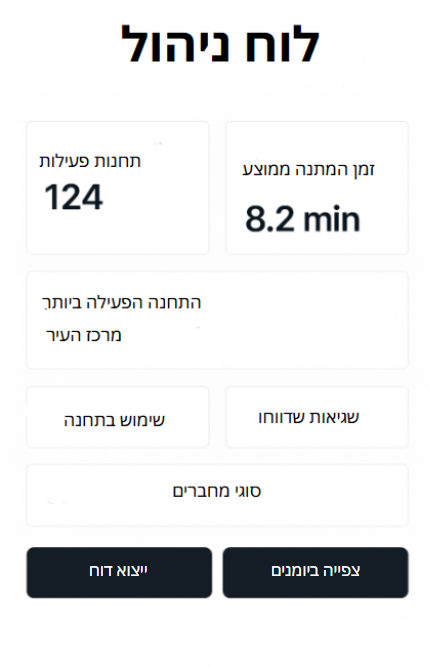 לוח ניהול
זמן המתנה ממוצע
8.2 min
תחנות פעילות
124
התחנה הפעילה ביותר
מרכז העיר
שגיאות שדווחו
שימוש בתחנה
סוגי מחברים
צפייה ביומנים
ייצוא דוח